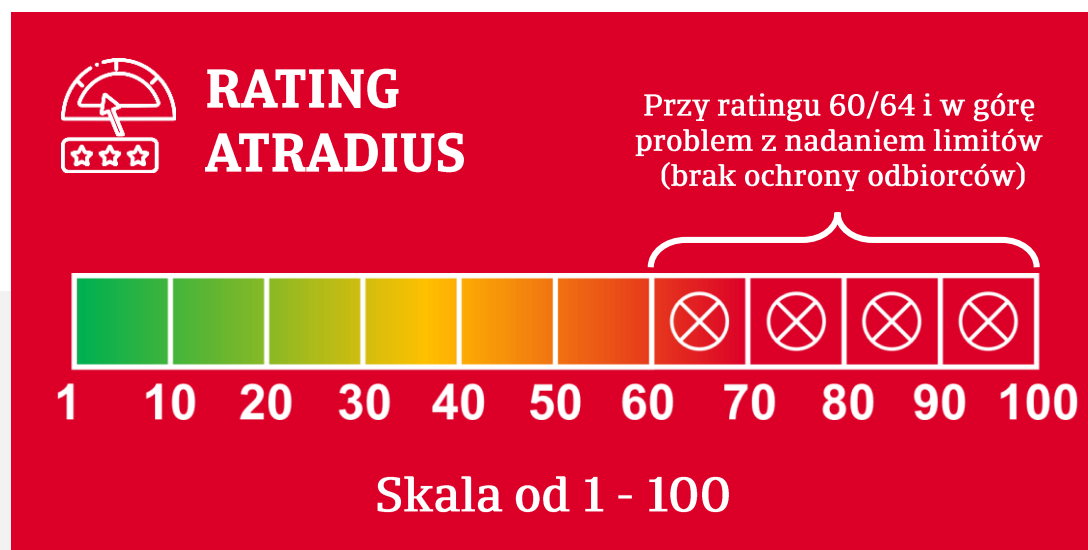 RATING
ATRADIUS
Przy ratingu 60/64 i w górę
problem z nadaniem limitów
(brak ochrony odbiorców)
1 10 20 30 40 50 60 70 80 90 100
Skala od 1 - 100